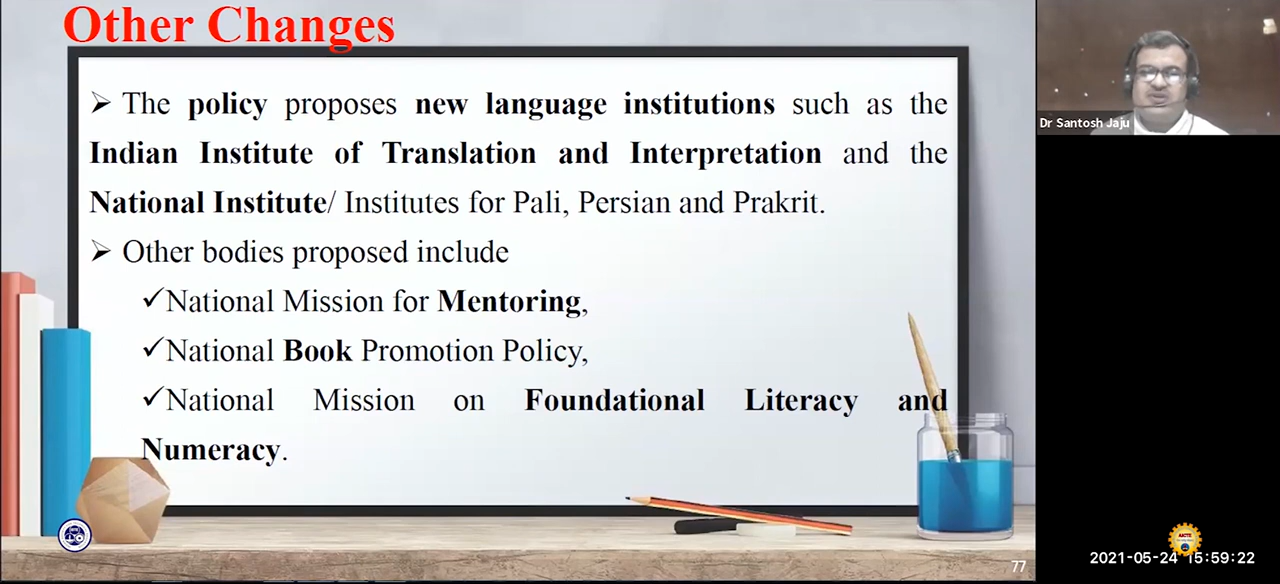 Other Changes
➢ The policy proposes new language institutions such as the
Indian Institute of Translation and Interpretation and the
National Institute/ Institutes for Pali, Persian and Prakrit.
➢ Other bodies proposed include
✓National Mission for Mentoring,
✓National Book Promotion Policy,
✓National Mission on Foundational Literacy and
Numeracy.
77
Dr Santosh Jaju
AICTE
2021-05-24 15:59:22